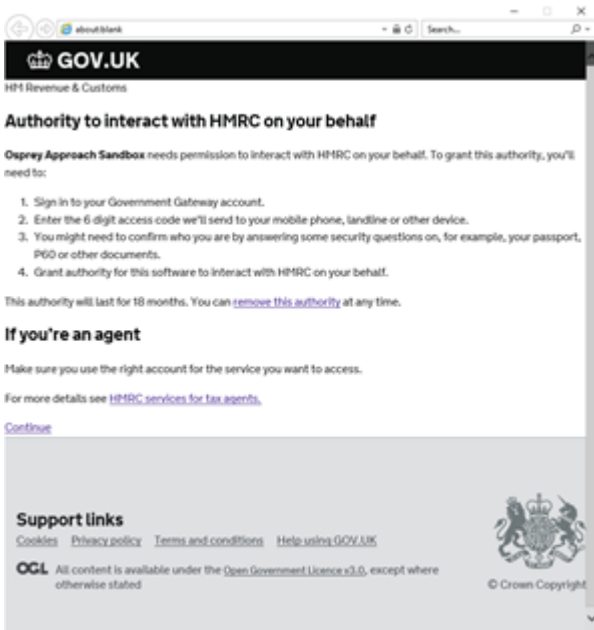 about:blank
Search...
GOV.UK
HM Revenue & Customs
Authority to interact with HMRC on your behalf
Osprey Approach Sandbox needs permission to interact with HMRC on your behalf. To grant this authority, you'll
need to:
1. Sign in to your Government Gateway account.
2. Enter the 6 digit access code we'll send to your mobile phone, landline or other device.
3. You might need to confirm who you are by answering some security questions on, for example, your passport,
P60 or other documents.
4. Grant authority for this software to interact with HMRC on your behalf.
This authority will last for 18 months. You can remove this authority at any time.
If you're an agent
Make sure you use the right account for the service you want to access.
For more details see HMRC services for tax agents.
Continue
Support links
Cookies Privacy policy Terms and conditions Help using GOV.UK
OGL All content is available under the Open Government Licence v3.0, except where
otherwise stated
© Crown Copyright